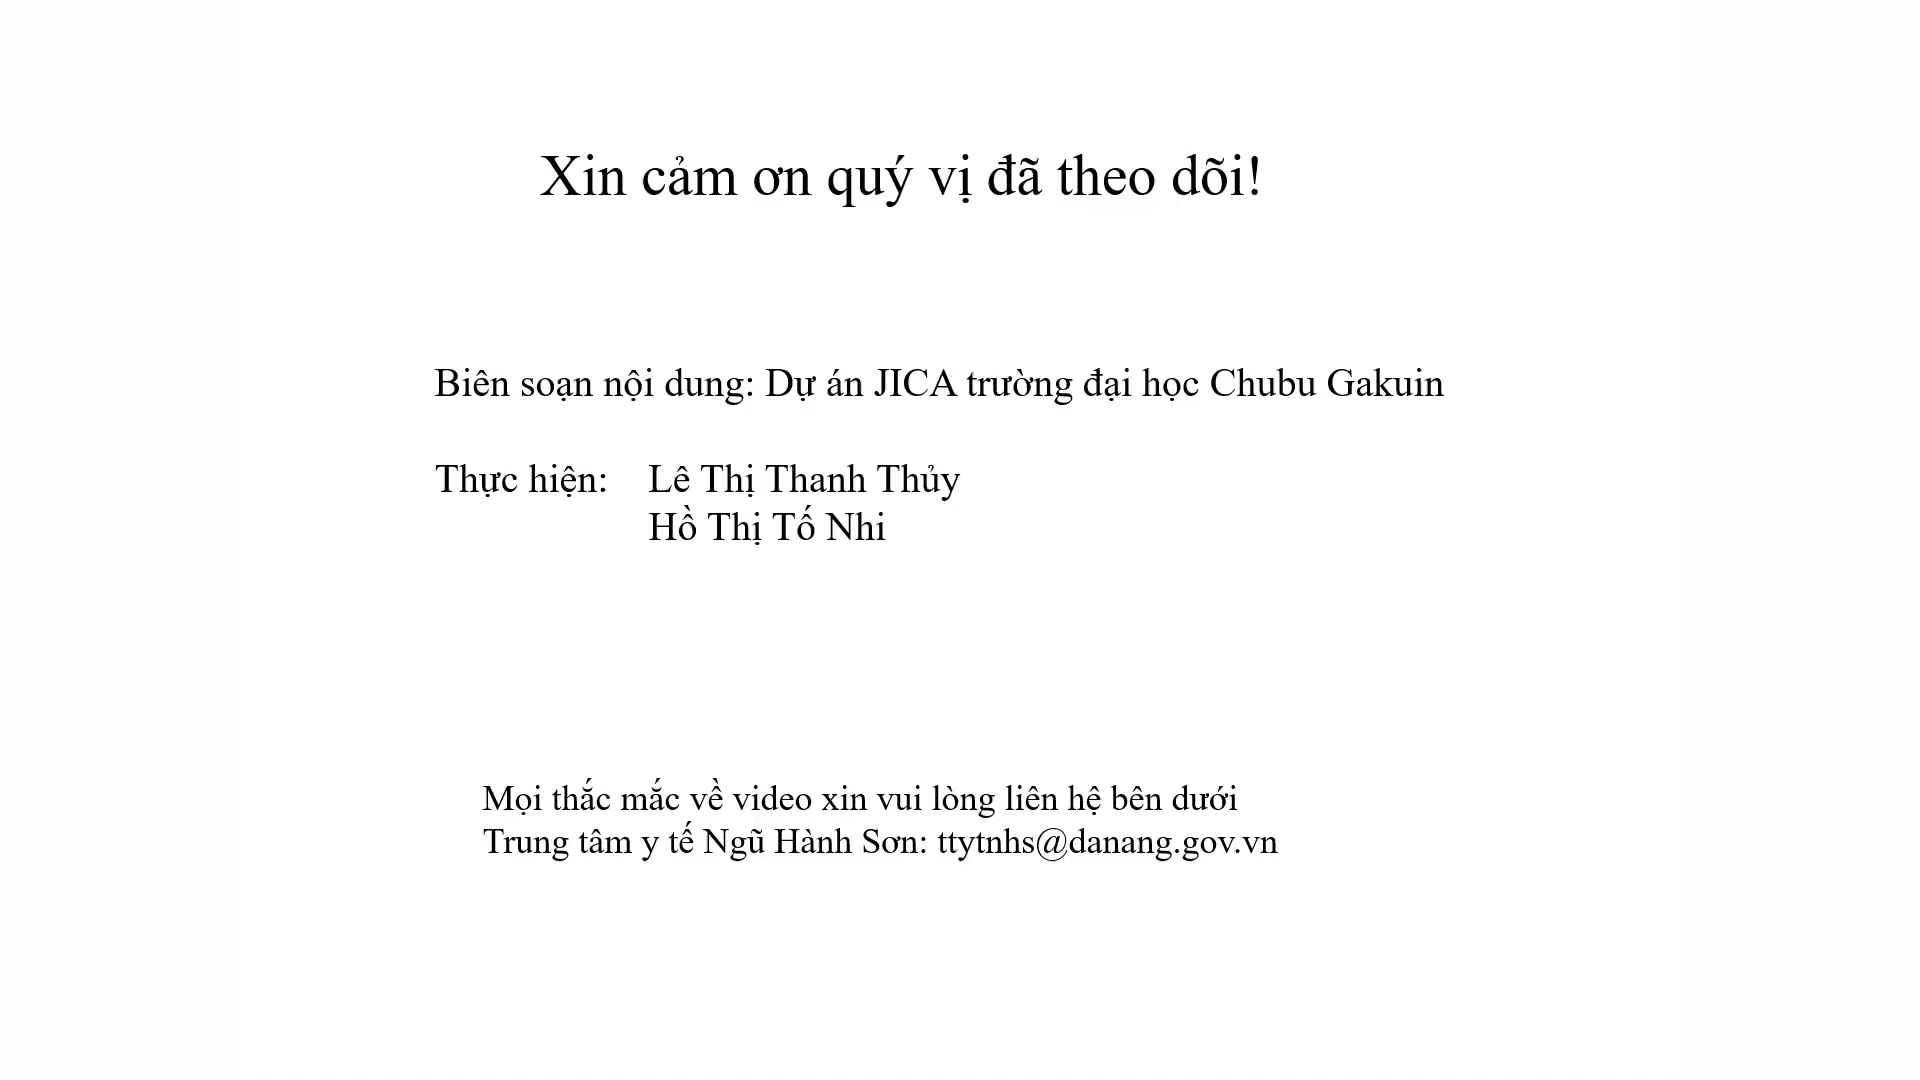 Xin cảm ơn quý vị đã theo dõi!
Biên soạn nội dung: Dự án JICA trường đại học Chubu Gakuin
Thực hiện: Lê Thị Thanh Thủy
Hồ Thị Tố Nhi
Mọi thắc mắc về video xin vui lòng liên hệ bên dưới
Trung tâm y tế Ngũ Hành Sơn: ttytnhs@danang.gov.vn